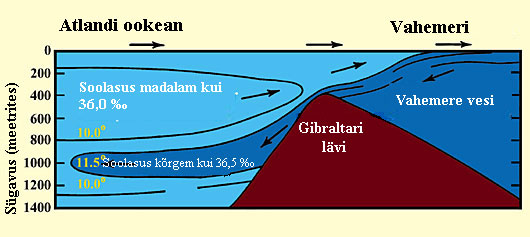 Atlandi ookean
Vahemeri
Sügavus (meetrites)
0
200
400
600
800
1000
1200
1400
Soolasus madalam kui
36,0 ‰
10.0°
11.5°
Soolasus kõrgem kui 36,5 ‰
10.0°
Gibraltari
lävi
Vahemere vesi